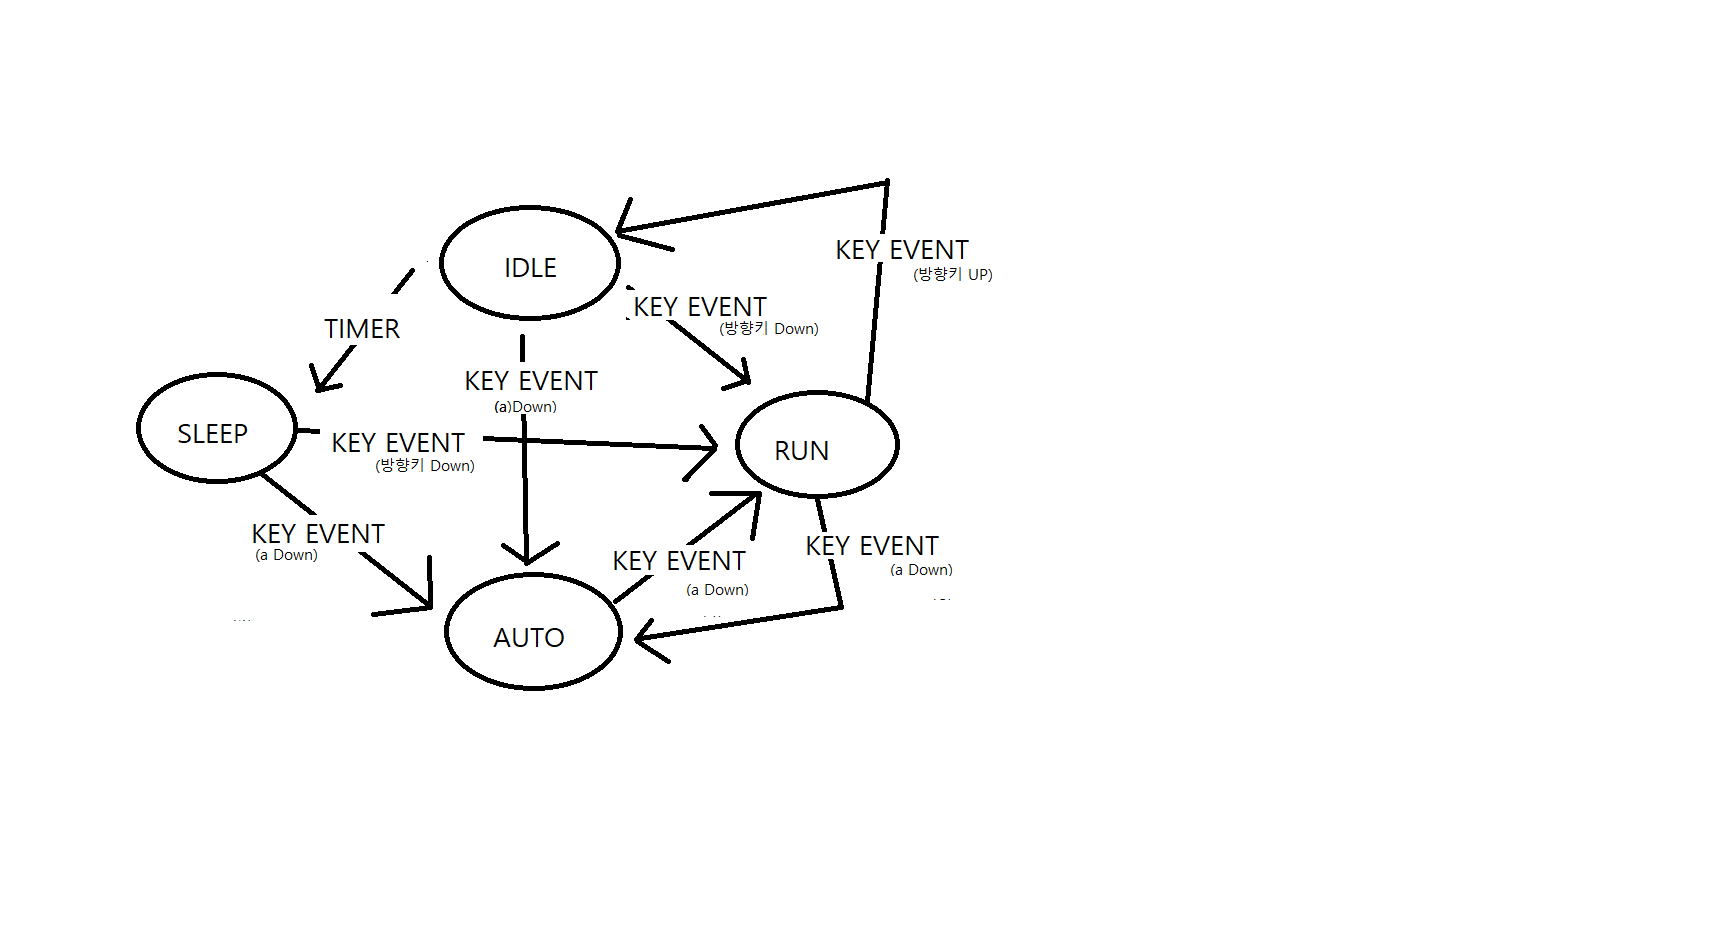 KEY EVENT
(방향키 UP)
IDLE
KEY EVENT
(방향키 Down)
TIMER
KEY EVENT
(a)Down)
SLEEP
KEY EVENT
(방향키 Down)
RUN
KEY EVENT
(a Down)
KEY EVENT
(a Down)
KEY EVENT
(a Down)
AUTO